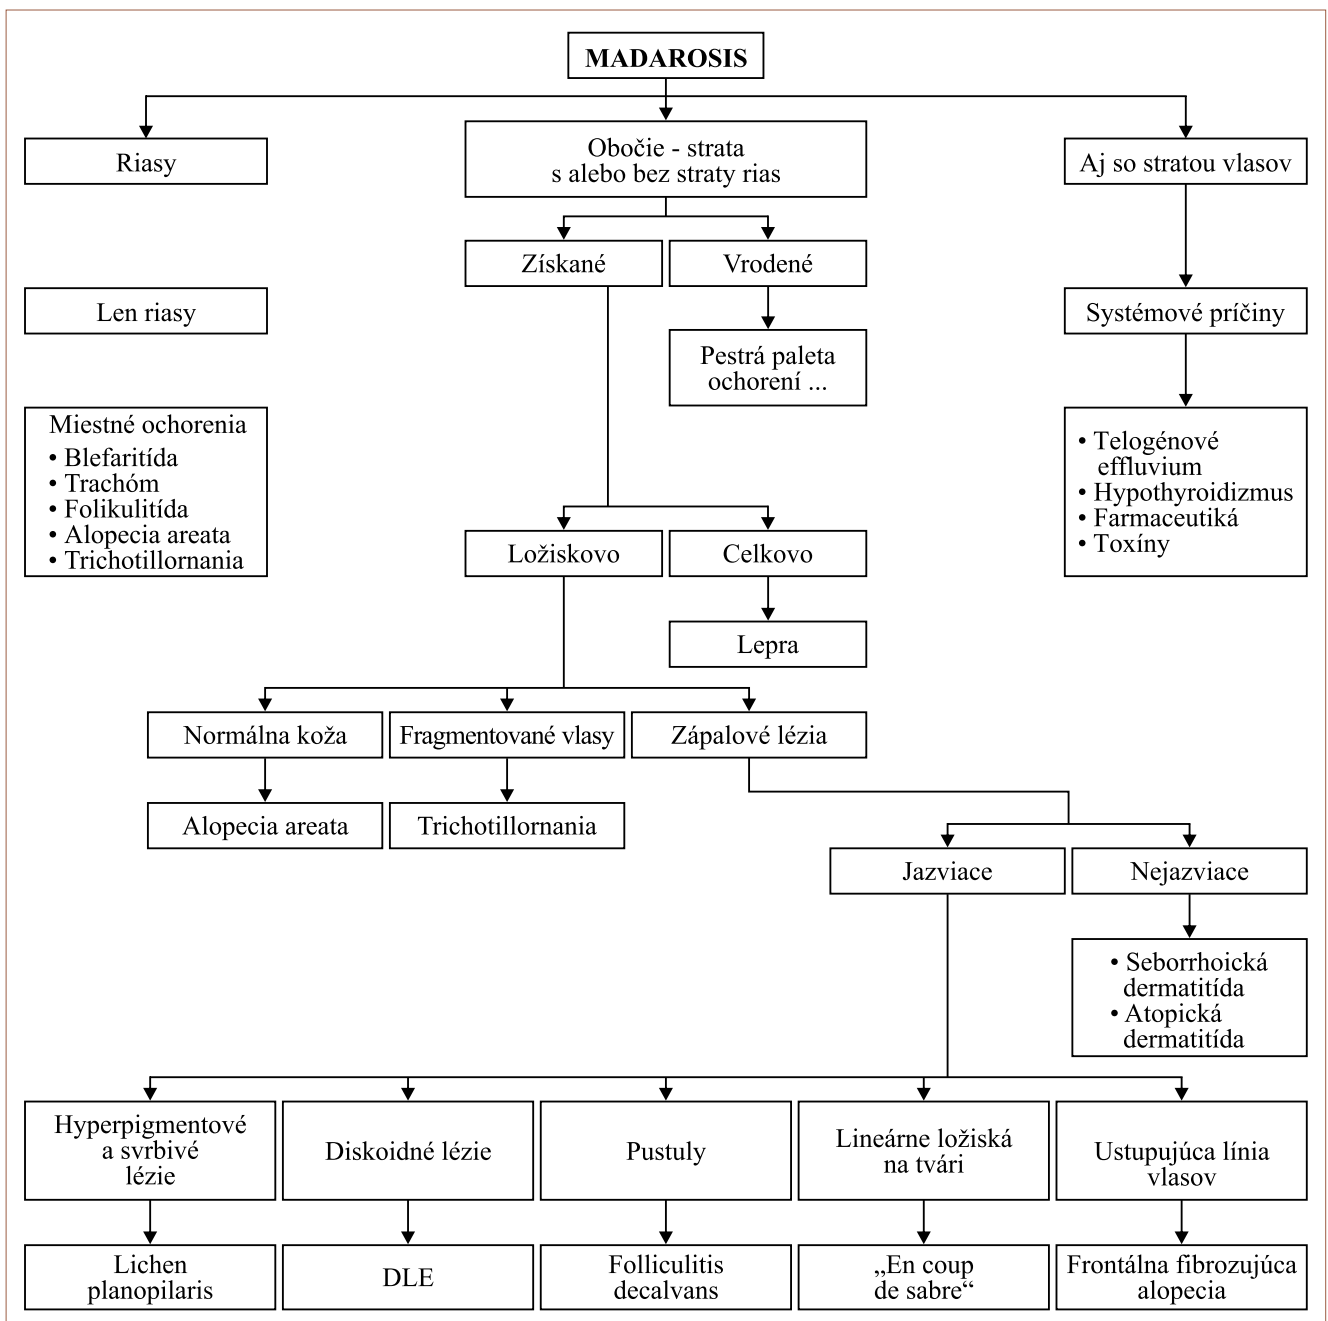 MADAROSIS
Riasy
Obočie - strata
s alebo bez straty rias
Aj so stratou vlasov
Získané
Vrodené
Len riasy
Systémové príčiny
Pestrá paleta
ochorení ...
Miestné ochorenia
• Blefaritída
• Trachóm
• Folikulitída
• Alopecia areata
• Trichotillornania
• Telogénové
effluvium
• Hypothyroidizmus
• Farmaceutiká
• Toxíny
Ložiskovo
Celkovo
Lepra
Normálna koža
Fragmentované vlasy
Zápalové lézia
Alopecia areata
Trichotillornania
Jazviace
Nejazviace
• Seborrhoická
dermatitída
• Atopická
dermatitída
Hyperpigmentové
a svrbivé
lézie
Diskoidné lézie
Pustuly
Lineárne ložiská
na tvári
Ustupujúca línia
vlasov
Lichen
planopilaris
DLE
Folliculitis
decalvans
„En coup
de sabre“
Frontálna fibrozujúca
alopecia